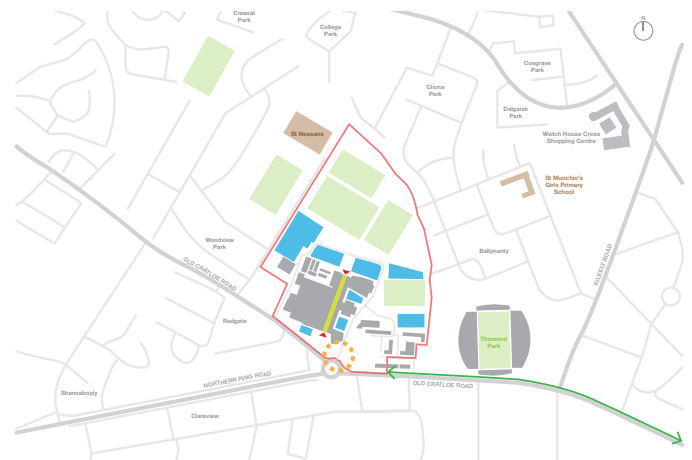 Creaval
Park
College
Park
N
Cosgrave
Park
Cliona
Park
Dalgaish
Park
St Nessans
Watch House Cross
Shopping Centre
St Munchin's
Girls Primary
School
Woodview
Park
Ballynanty
KILEELY ROAD
OLD CRATLOE ROAD
Redgate
Thomond
Park
NORTHERN RING ROAD
OLD CRATLOE ROAD
Shannabooly
Clareview